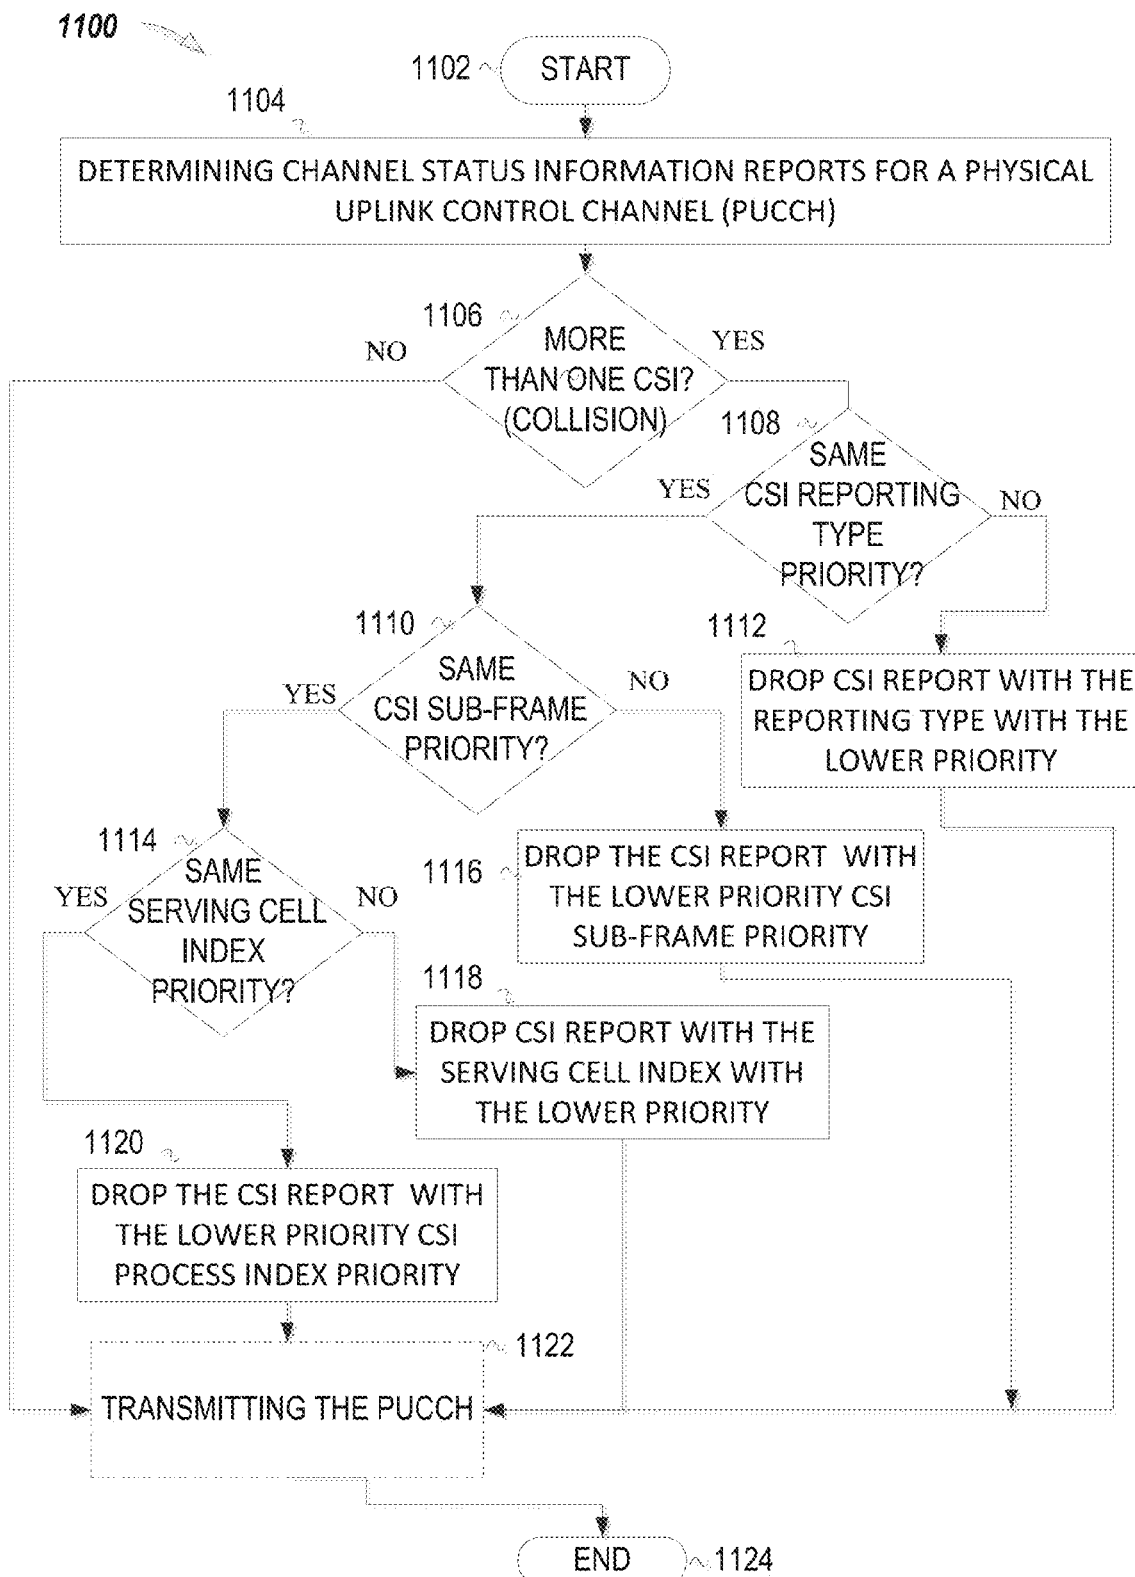 1100
1102
START
1104
DETERMINING CHANNEL STATUS INFORMATION REPORTS FOR A PHYSICAL
UPLINK CONTROL CHANNEL (PUCCH)
1106
NO
YES
MORE
THAN ONE CSI?
(COLLISION)
1108
YES
NO
SAME
CSI REPORTING
TYPE
PRIORITY?
1110
YES
NO
SAME
CSI SUB-FRAME
PRIORITY?
1112
DROP CSI REPORT WITH THE
REPORTING TYPE WITH THE
LOWER PRIORITY
1114
YES
NO
SAME
SERVING CELL
INDEX
PRIORITY?
1116
DROP THE CSI REPORT WITH
THE LOWER PRIORITY CSI
SUB-FRAME PRIORITY
1118
DROP CSI REPORT WITH THE
SERVING CELL INDEX WITH
THE LOWER PRIORITY
1120
DROP THE CSI REPORT WITH
THE LOWER PRIORITY CSI
PROCESS INDEX PRIORITY
1122
TRANSMITTING THE PUCCH
END
1124